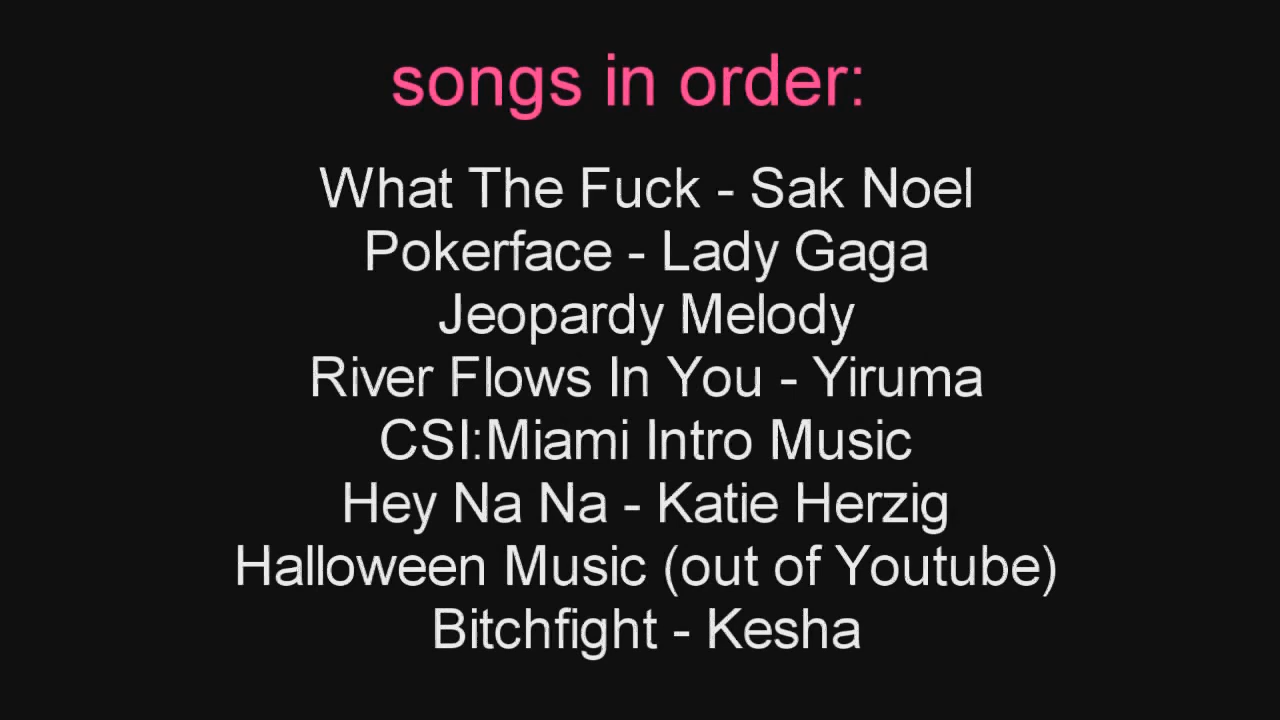 songs in order:
What The Fuck - Sak Noel
Pokerface - Lady Gaga
Jeopardy Melody
River Flows In You - Yiruma
CSI:Miami Intro Music
Hey Na Na - Katie Herzig
Halloween Music (out of Youtube)
Bitchfight - Kesha